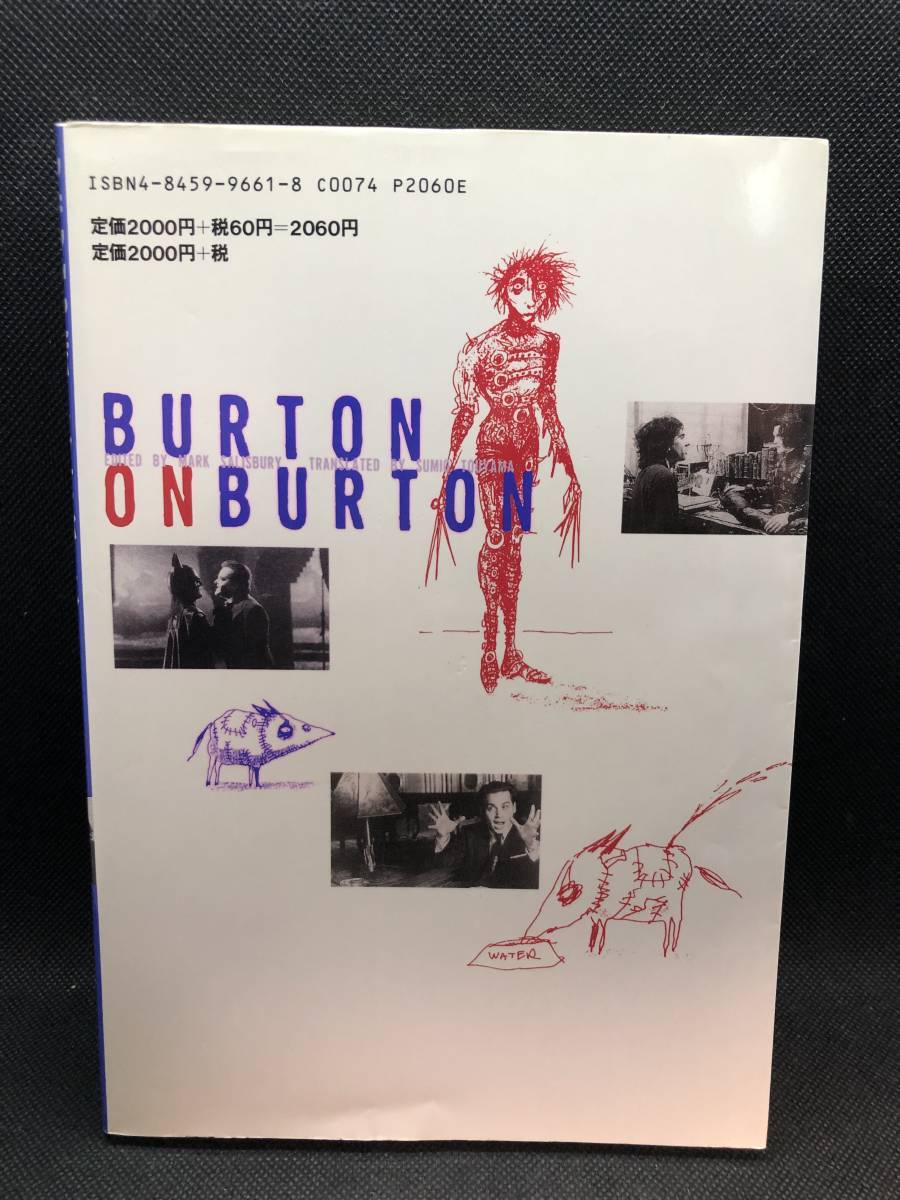 ISBN4-8459-9661-8 C0074 P2060E
定価2000円+税60円=2060円
定価2000円+税
BURTON
EDITED BY MARK SALISBURY TRANSLATED BY SUMIO TOUYAMA
ONBURTON
WATER